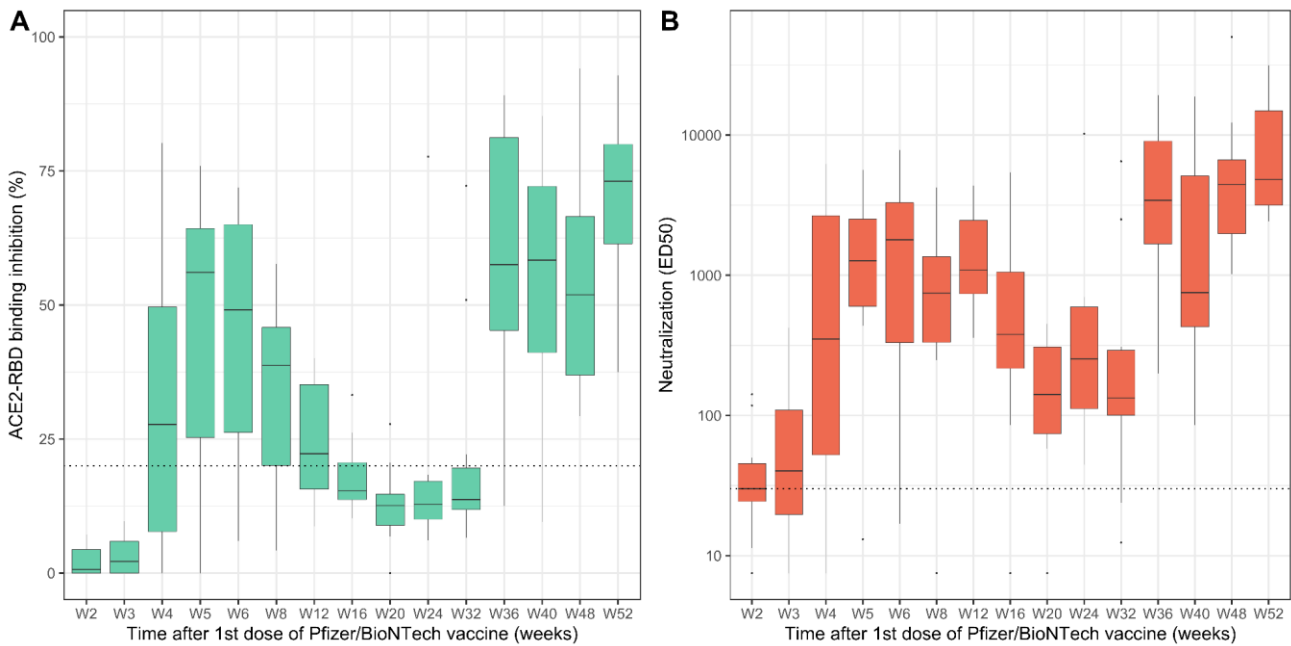 A
ACE2-RBD binding inhibition (%)
100
75
50
25
0
W2 W3 W4 W5 W6 W8 W12 W16 W20 W24 W32 W36 W40 W48 W52
Time after 1st dose of Pfizer/BioNTech vaccine (weeks)
B
Neutralization (ED50)
10000
1000
100
10
W2 W3 W4 W5 W6 W8 W12 W16 W20 W24 W32 W36 W40 W48 W52
Time after 1st dose of Pfizer/BioNTech vaccine (weeks)